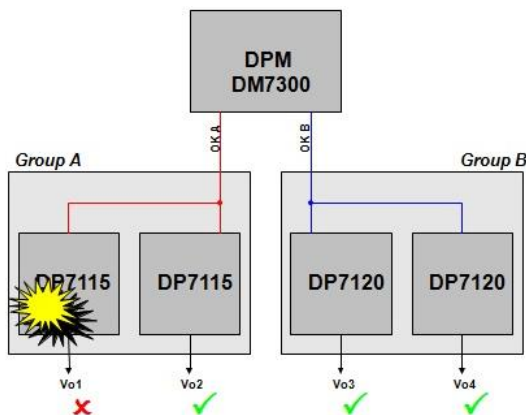 DPM
DM7300
OK A
OK B
Group A
Group B
DP7115
DP7115
DP7120
DP7120
Vo1
Vo2
Vo3
Vo4